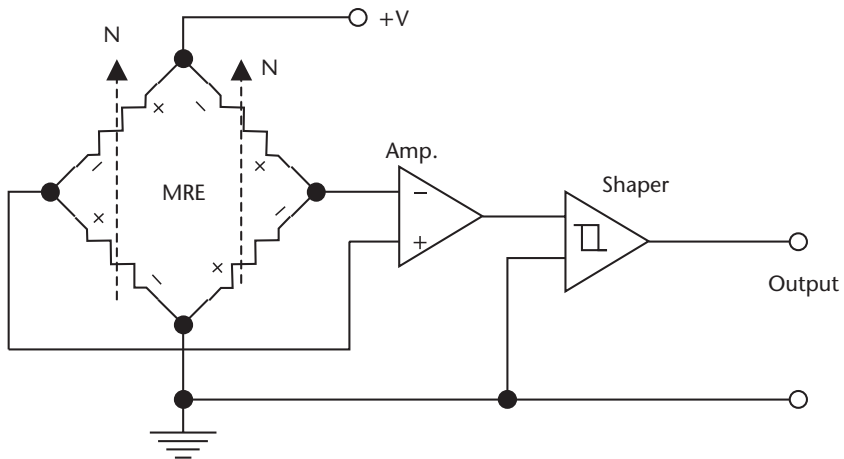 +V
N
N
MRE
Amp.
−
+
Shaper
Output